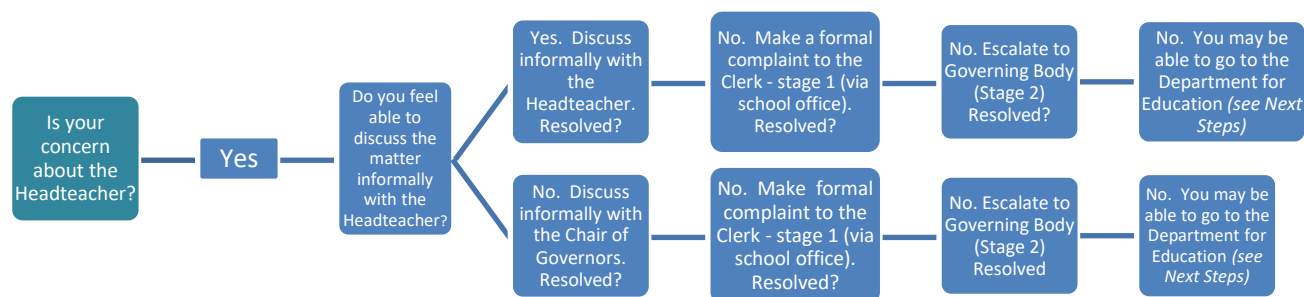 Is your
concern
about the
Headteacher?
Yes
Do you feel
able to
discuss the
matter
informally
with the
Headteacher?
Yes. Discuss
informally with
the
Headteacher.
Resolved?
No. Make a formal
complaint to the
Clerk - stage 1 (via
school office).
Resolved?
No. Escalate to
Governing Body
(Stage 2)
Resolved?
No. You may be
able to go to the
Department for
Education (see Next
Steps)
No. Discuss
informally with
the Chair of
Governors.
Resolved?
No. Make formal
complaint to the
Clerk - stage 1 (via
school office).
Resolved?
No. Escalate to
Governing Body
(Stage 2)
Resolved
No. You may be
able to go to the
Department for
Education (see
Next Steps)